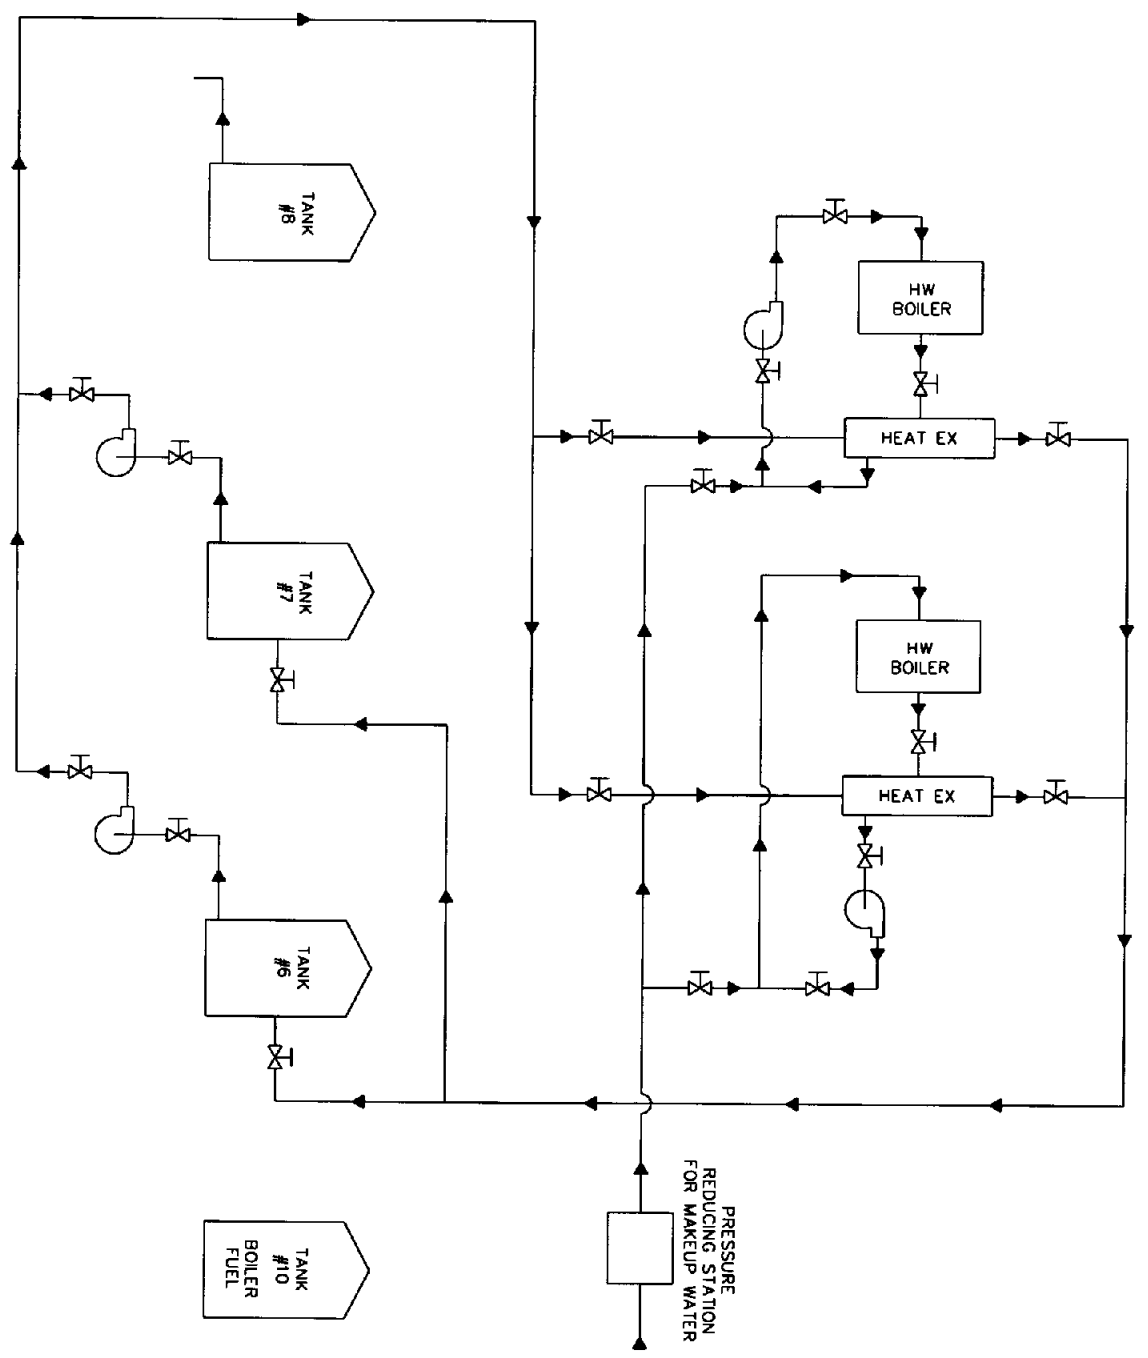 TANK
#8
HW
BOILER
HEAT EX
TANK
#7
HW
BOILER
HEAT EX
TANK
#6
TANK
#10
BOILER
FUEL
PRESSURE
REDUCING STATION
FOR MAKEUP WATER